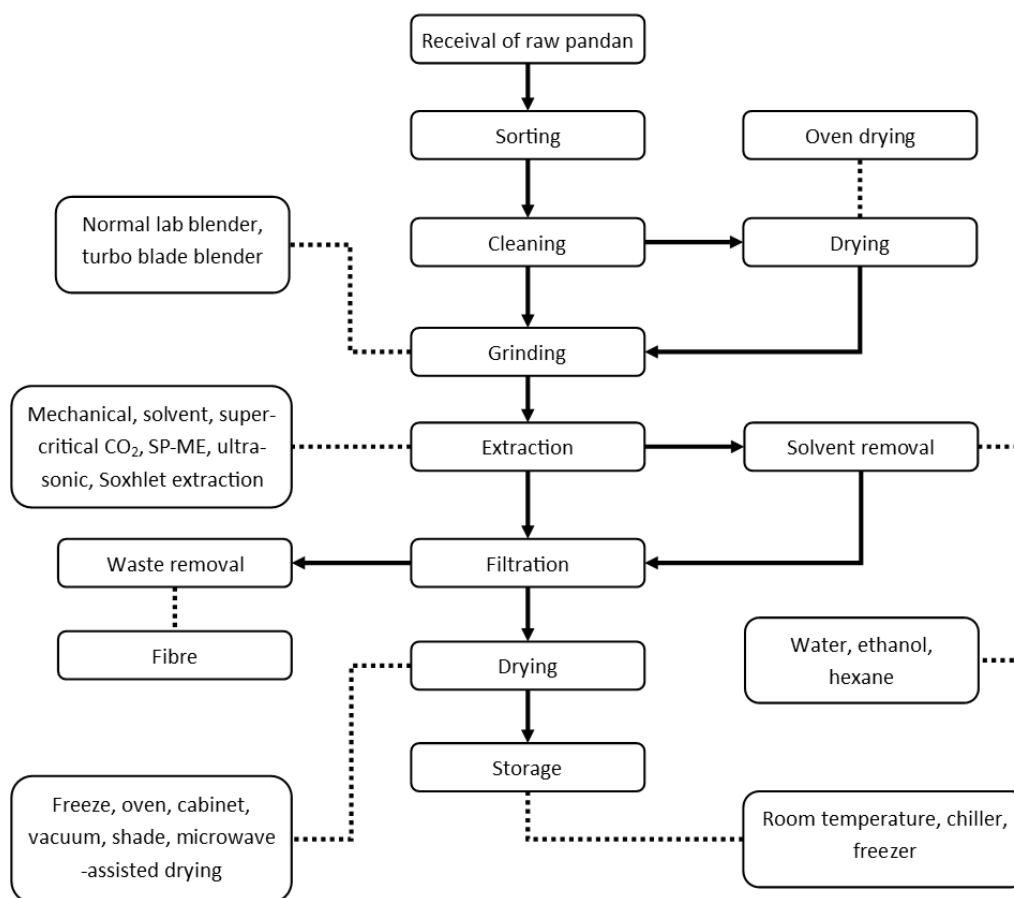 Receival of raw pandan
Sorting
Oven drying
Normal lab blender,
turbo blade blender
Cleaning
Drying
Grinding
Mechanical, solvent, super-
critical CO₂, SP-ME, ultra-
sonic, Soxhlet extraction
Extraction
Solvent removal
Waste removal
Filtration
Fibre
Drying
Water, ethanol,
hexane
Storage
Freeze, oven, cabinet,
vacuum, shade, microwave
-assisted drying
Room temperature, chiller,
freezer